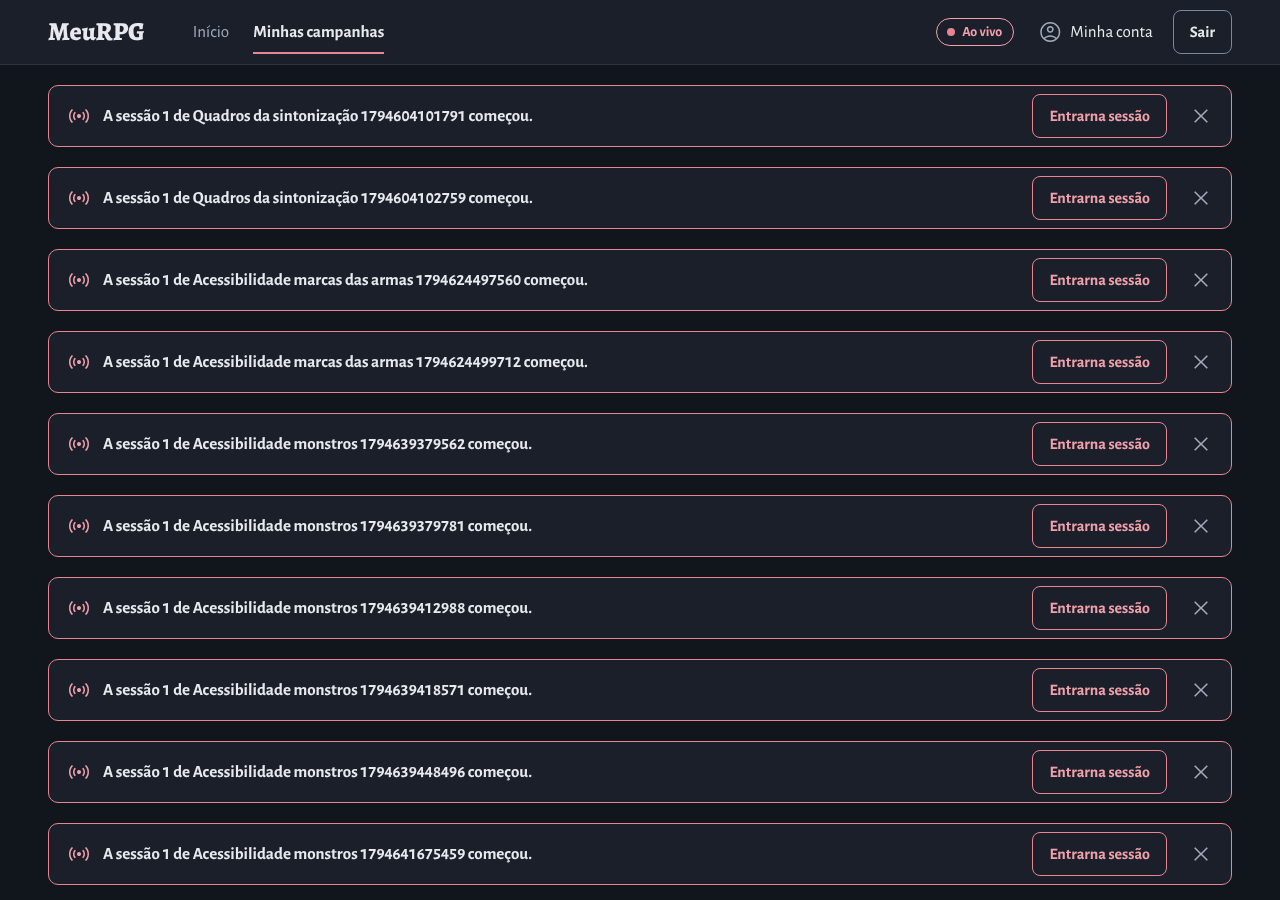 MeuRPG Início Minhas campanhas Ao vivo Minha conta Sair
A sessão 1 de Quadros da sintonização 1794604101791 começou. Entrarna sessão
A sessão 1 de Quadros da sintonização 1794604102759 começou. Entrarna sessão
A sessão 1 de Acessibilidade marcas das armas 1794624497560 começou. Entrarna sessão
A sessão 1 de Acessibilidade marcas das armas 1794624499712 começou. Entrarna sessão
A sessão 1 de Acessibilidade monstros 1794639379562 começou. Entrarna sessão
A sessão 1 de Acessibilidade monstros 1794639379781 começou. Entrarna sessão
A sessão 1 de Acessibilidade monstros 1794639412988 começou. Entrarna sessão
A sessão 1 de Acessibilidade monstros 1794639418571 começou. Entrarna sessão
A sessão 1 de Acessibilidade monstros 1794639448496 começou. Entrarna sessão
A sessão 1 de Acessibilidade monstros 1794641675459 começou. Entrarna sessão